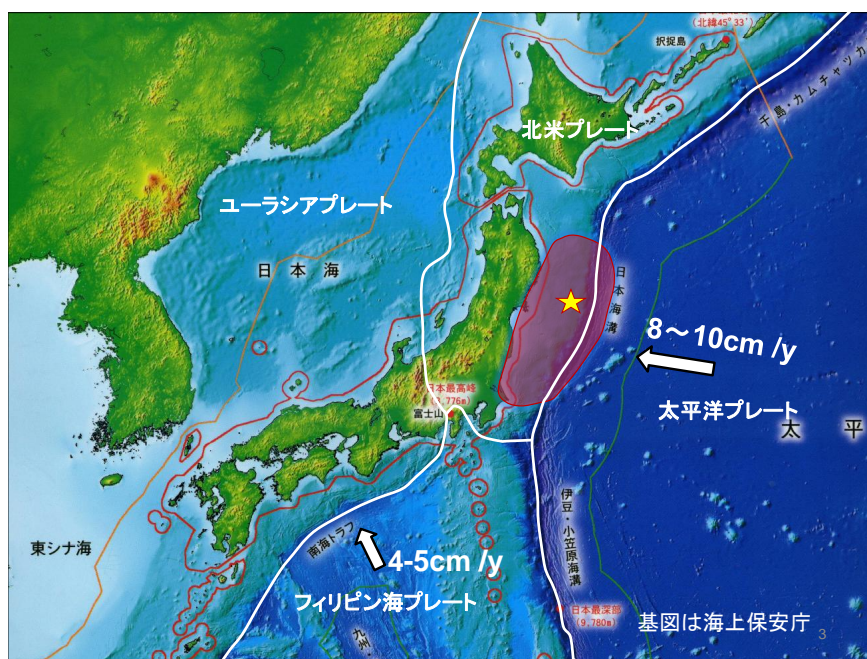 (北緯45°33′)
択捉島
千島・カムチャツカ
北米プレート
ユーラシアプレート
日本海
日本海溝
8～10cm /y
日本最高峰
(3,776m)
富士山
太平洋プレート
太 平
東シナ海
南海トラフ
4-5cm /y
伊豆・小笠原海溝
フィリピン海プレート
日本最深部
(9,780m)
九州・
基図は海上保安庁
3